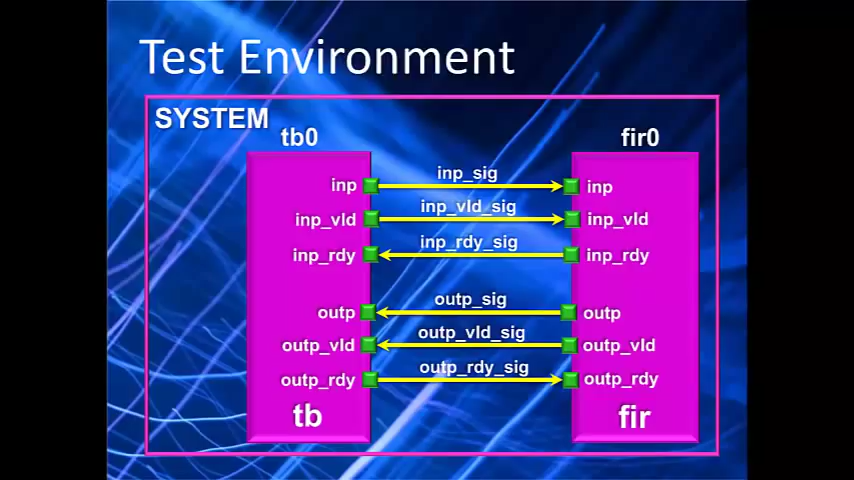 Test Environment
SYSTEM
tb0
fir0
inp
inp_sig
inp
inp_vld
inp_vld_sig
inp_vld
inp_rdy
inp_rdy_sig
inp_rdy
outp
outp_sig
outp
outp_vld
outp_vld_sig
outp_vld
outp_rdy
outp_rdy_sig
outp_rdy
tb
fir